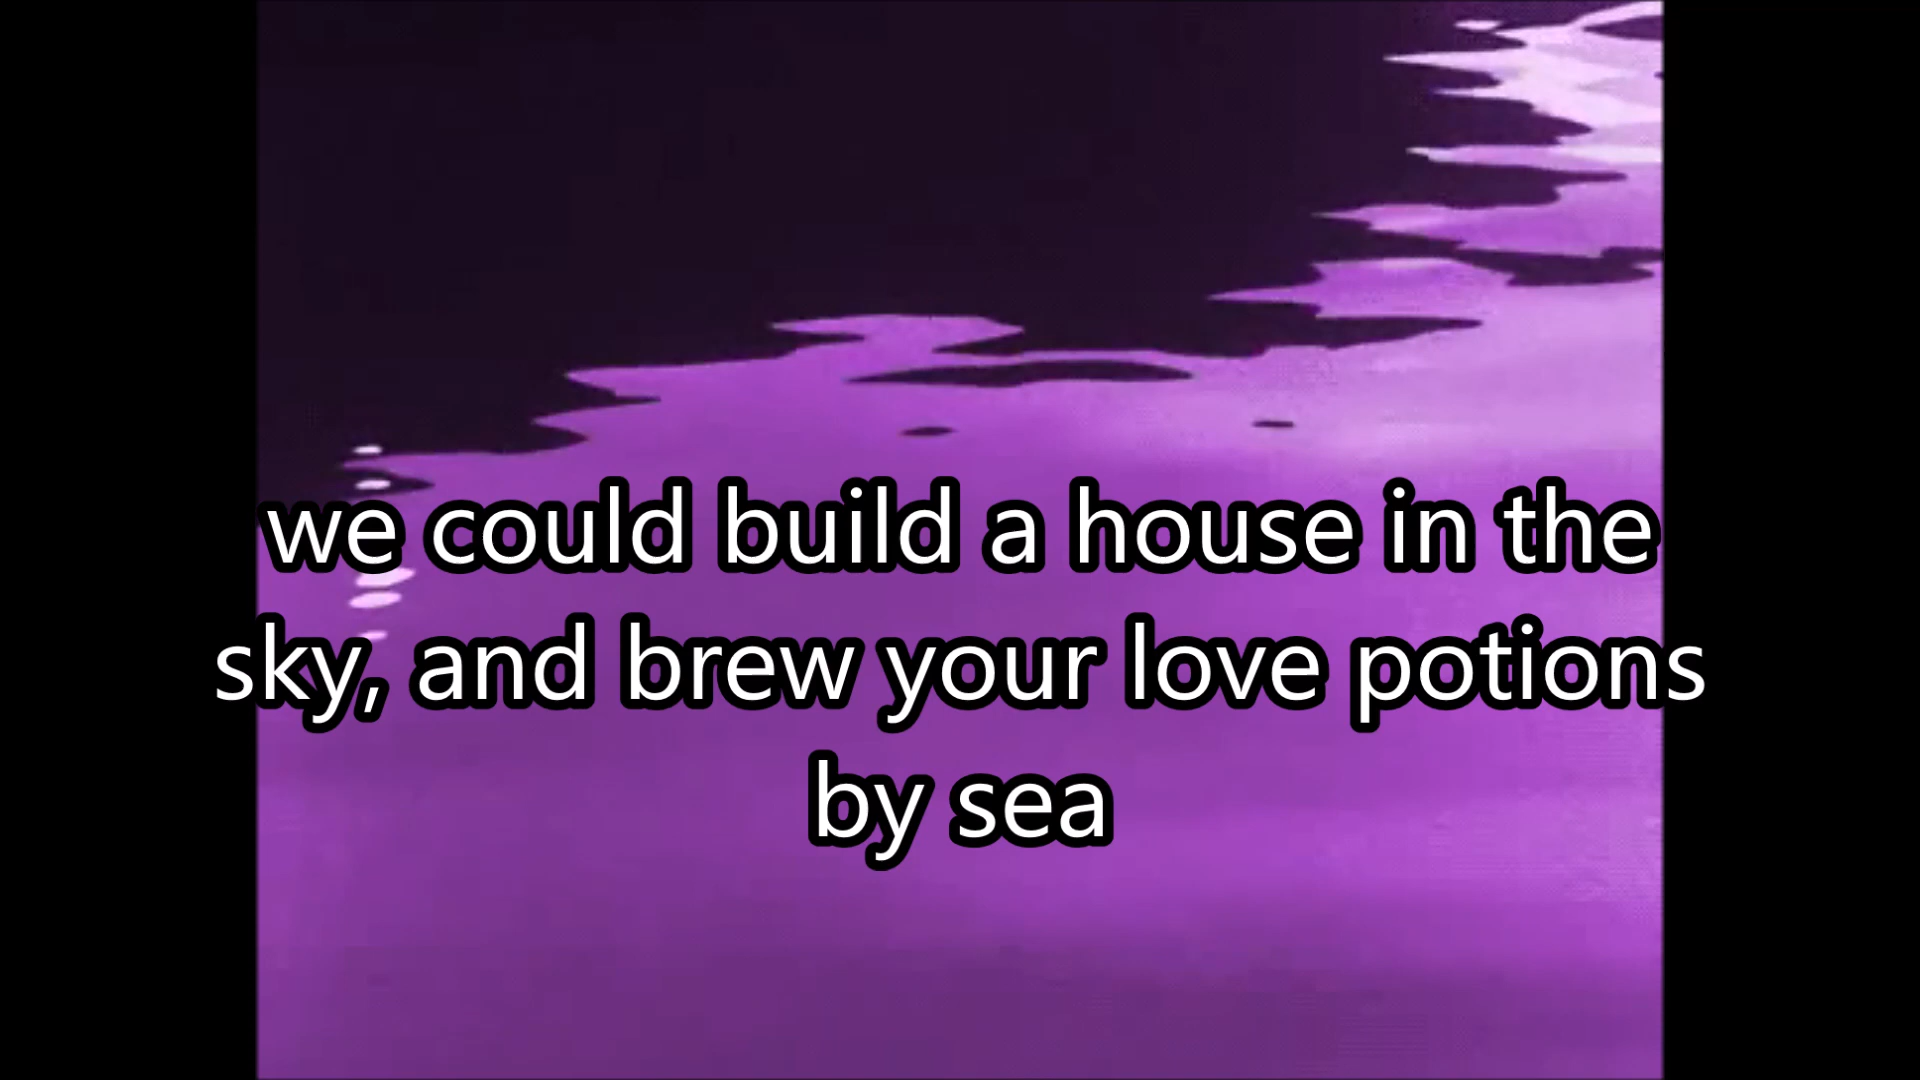 we could build a house in the
sky, and brew your love potions
by sea